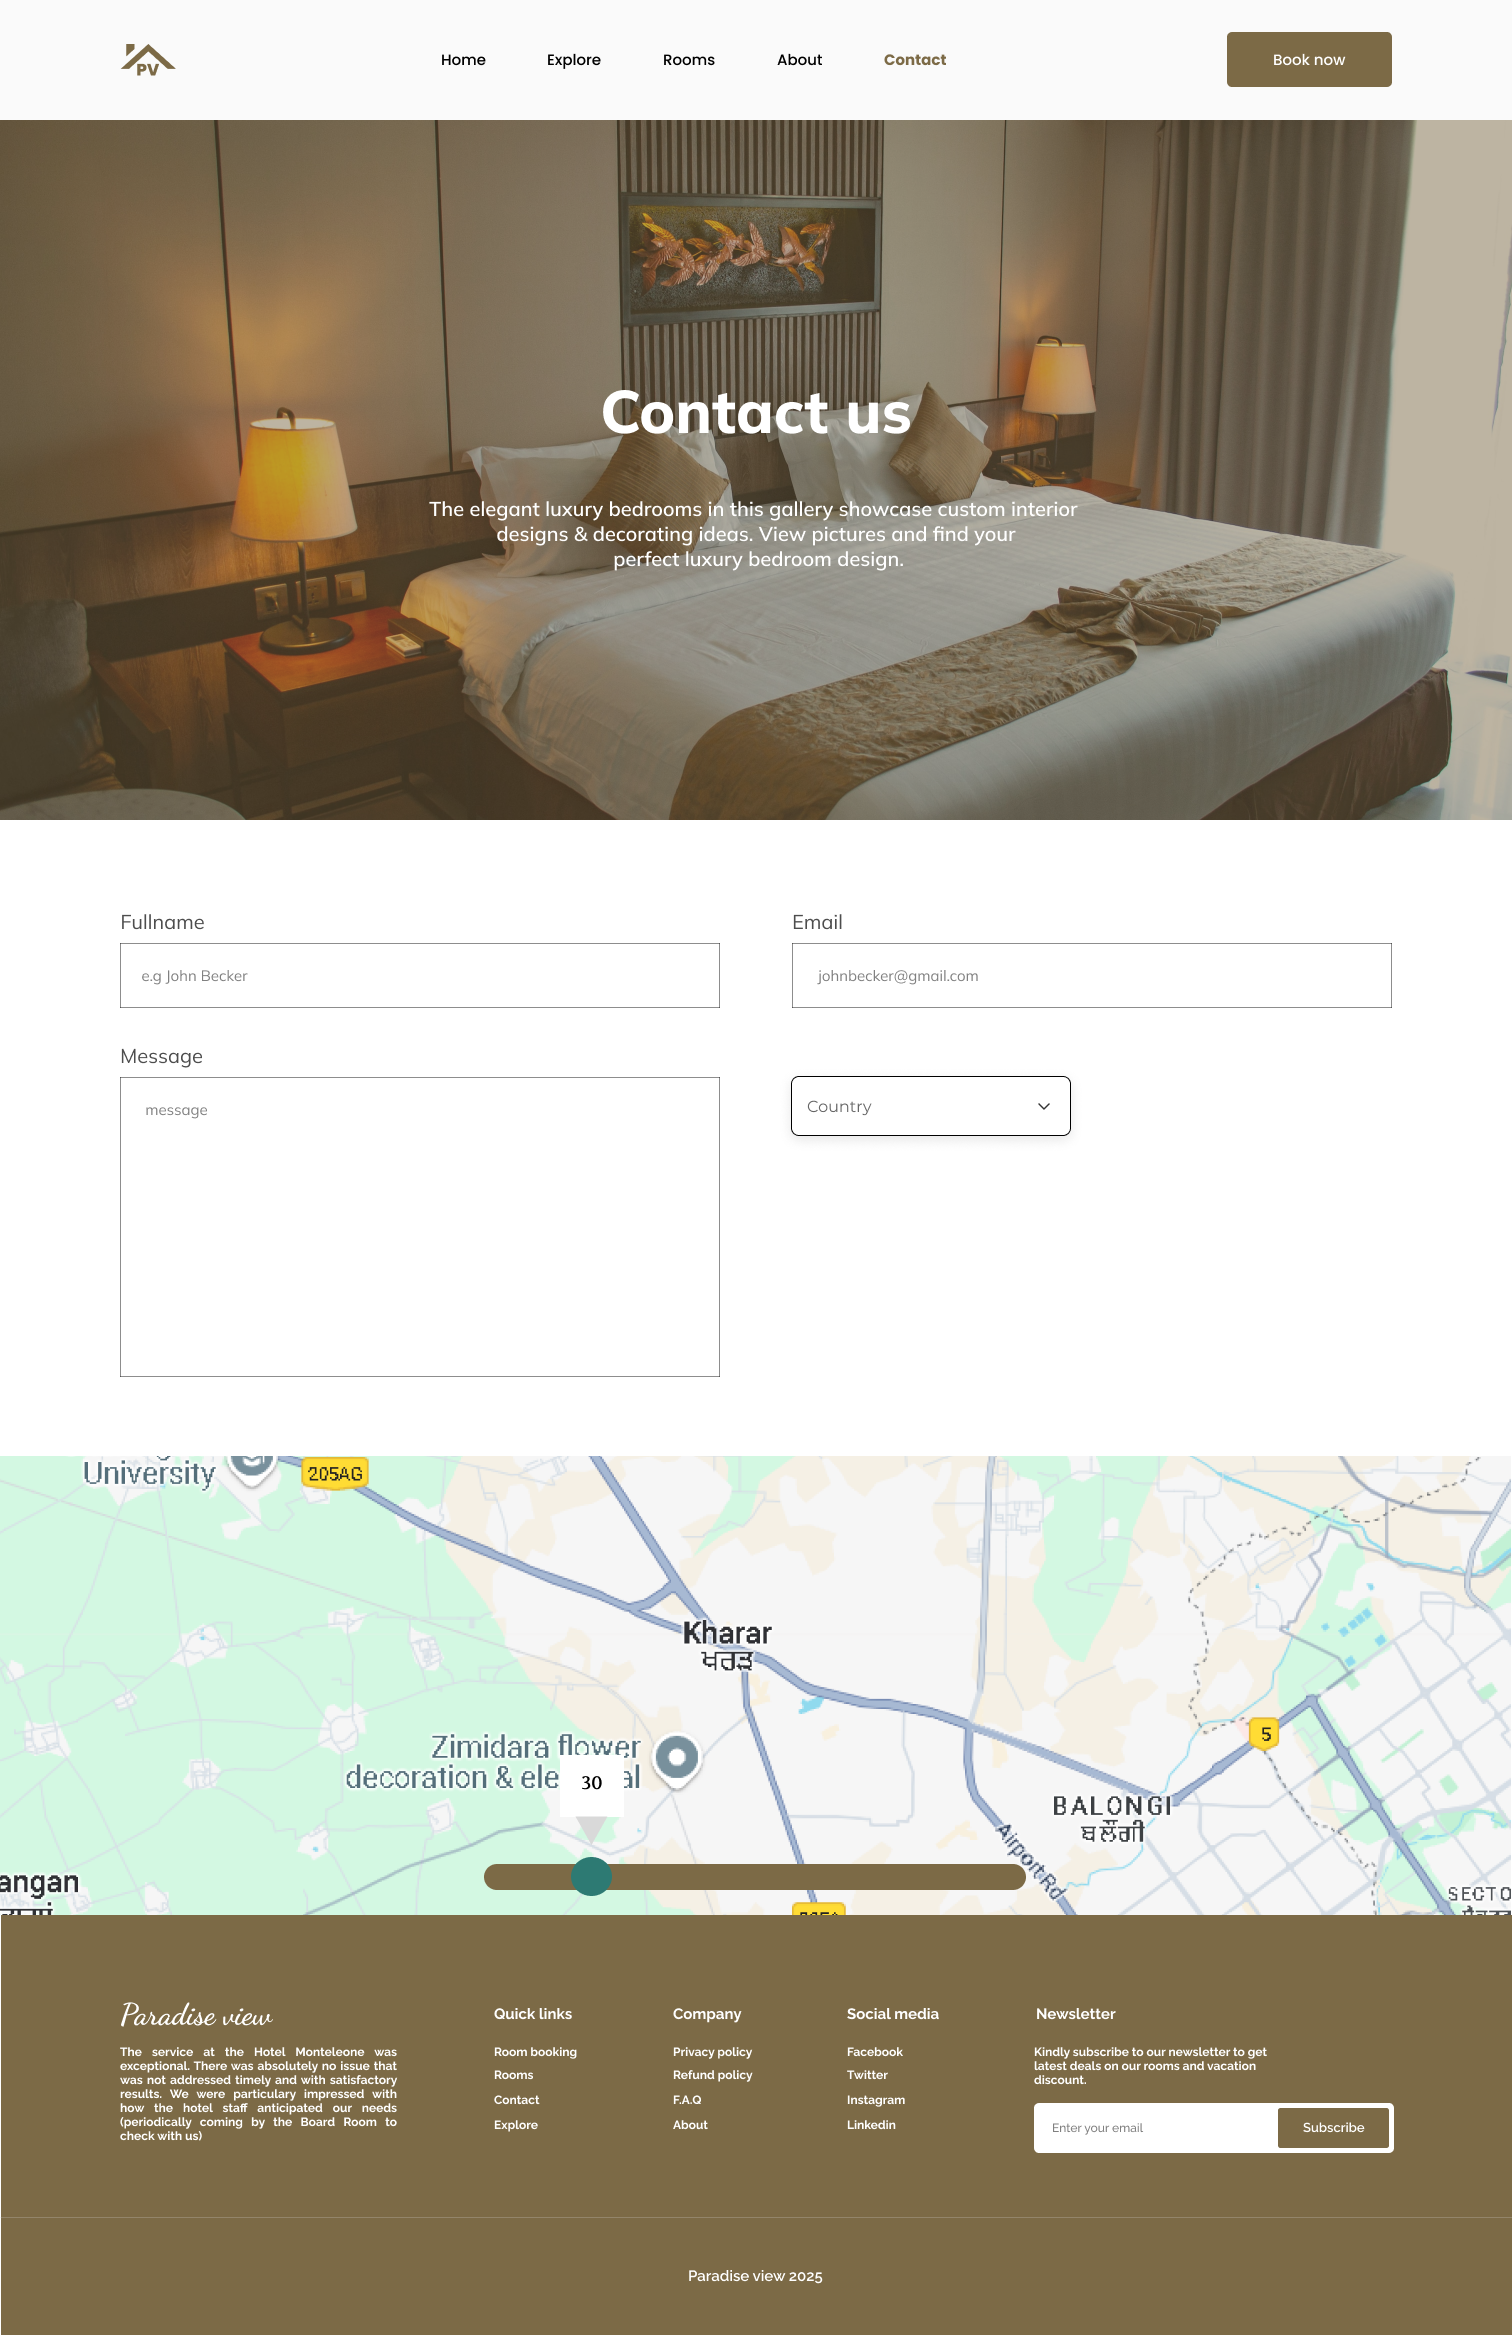 PV
Home
Explore
Rooms
About
Contact
Book now
Contact us
The elegant luxury bedrooms in this gallery showcase custom interior
designs & decorating ideas. View pictures and find your
perfect luxury bedroom design.
Fullname
e.g John Becker
Email
johnbecker@gmail.com
Message
message
Country
University
205AG
Kharar
ਖਰੜ
Zimidara flower
decoration &
30
5
BALONGI
ਬਲੌਂਗੀ
Airport Rd
angan
SECTO
Paradise view
The service at the Hotel Monteleone was
exceptional. There was absolutely no issue that
was not addressed timely and with satisfactory
results. We were particulary impressed with
how the hotel staff anticipated our needs
(periodically coming by the Board Room to
check with us)
Quick links
Room booking
Rooms
Contact
Explore
Company
Privacy policy
Refund policy
F.A.Q
About
Social media
Facebook
Twitter
Instagram
Linkedin
Newsletter
Kindly subscribe to our newsletter to get
latest deals on our rooms and vacation
discount.
Enter your email
Subscribe
Paradise view 2025